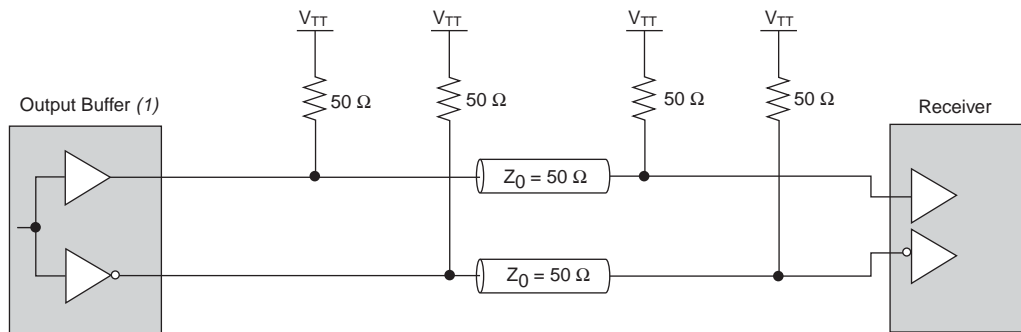 VTT VTT VTT VTT
50 Ω 50 Ω 50 Ω 50 Ω
Output Buffer (1) Receiver
Z0 = 50 Ω
Z0 = 50 Ω